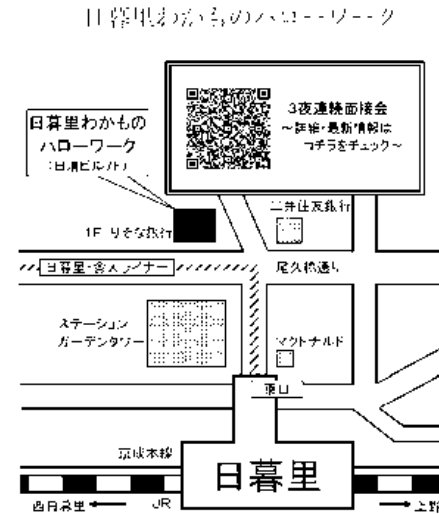 日暮里わかものハローワーク
3夜連続面接会
～詳細・最新情報は
コチラをチェック～
日暮里わかもの
ハローワーク
三井住友銀行
1F りそな銀行
日暮里・舎人ライナー
尾久橋通り
ステーション
ガーデンタワー
マクドナルド
東口
京成本線
日暮里
西日暮里
JR
上野